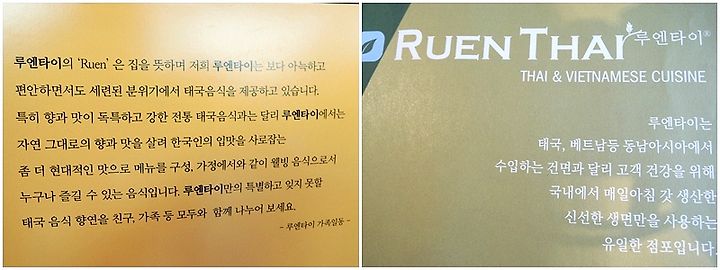 루엔타이의 'Ruen' 은 집을 뜻하며 저희 루엔타이는 보다 아늑하고
편안하면서도 세련된 분위기에서 태국음식을 제공하고 있습니다.
특히 향과 맛이 독특하고 강한 전통 태국음식과는 달리 루엔타이에서는
자연 그대로의 향과 맛을 살려 한국인의 입맛을 사로잡는
좀 더 현대적인 맛으로 메뉴를 구성, 가정에서와 같이 웰빙 음식으로서
누구나 즐길 수 있는 음식입니다. 루엔타이만의 특별하고 잊지 못할
태국 음식 향연을 친구, 가족 등 모두와 함께 나누어 보세요.
- 루엔타이 가족일동 -
RUEN THAI 루엔타이®
THAI & VIETNAMESE CUISINE
루엔타이는
태국, 베트남등 동남아시아에서
수입하는 건면과 달리 고객 건강을 위해
국내에서 매일아침 갓 생산한
신선한 생면만을 사용하는
유일한 점포입니다.